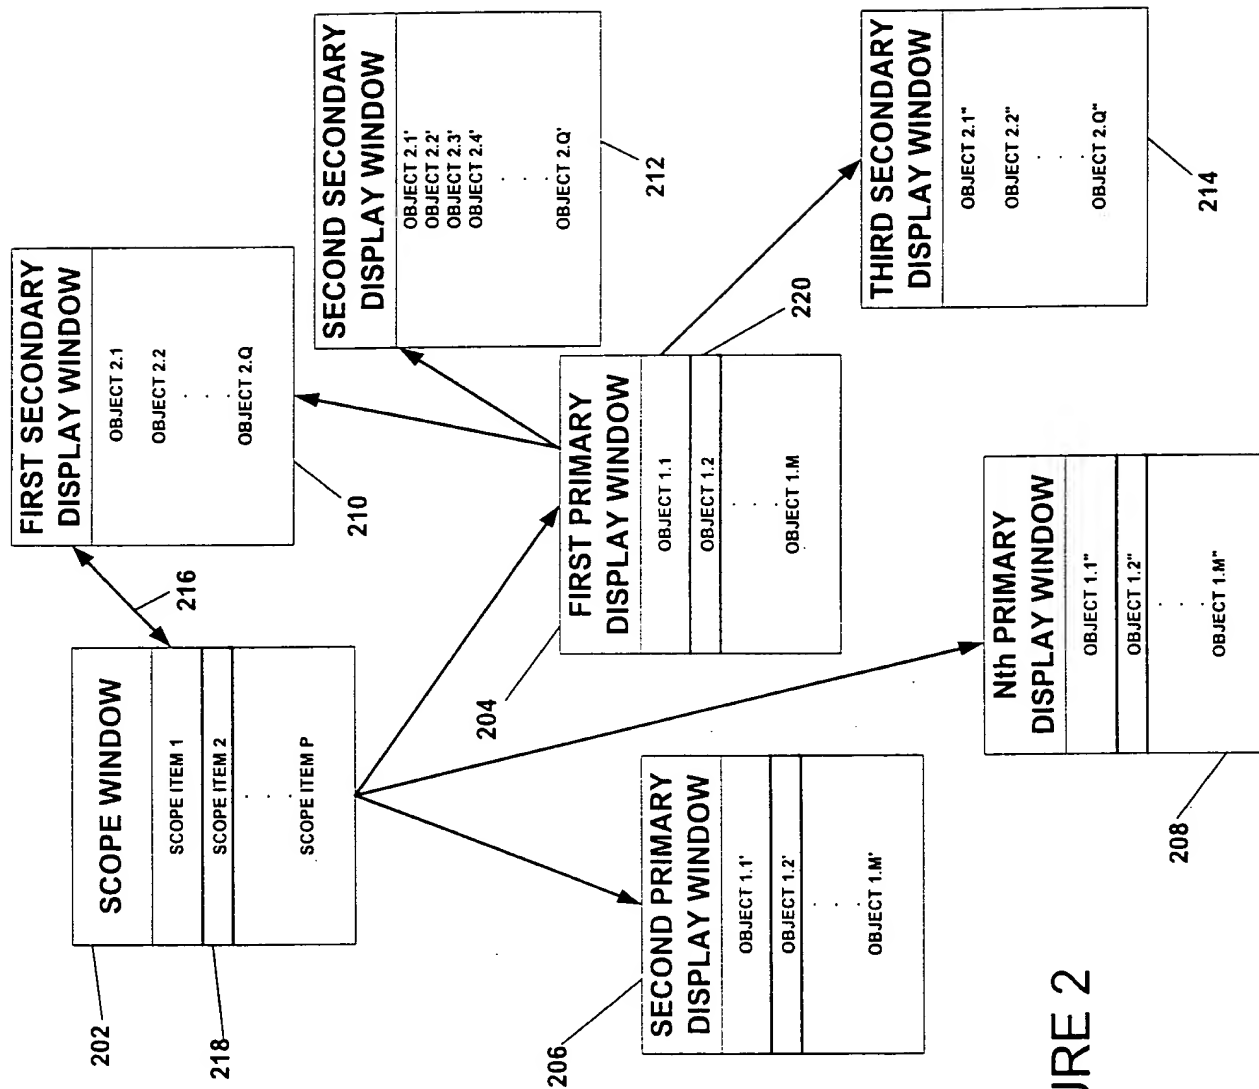 SCOPE WINDOW
SCOPE ITEM 1
SCOPE ITEM 2
. . .
SCOPE ITEM P
202
218
216
FIRST SECONDARY
DISPLAY WINDOW
OBJECT 2.1
OBJECT 2.2
. . .
OBJECT 2.Q
210
SECOND SECONDARY
DISPLAY WINDOW
OBJECT 2.1'
OBJECT 2.2'
OBJECT 2.3'
OBJECT 2.4'
. . .
OBJECT 2.Q'
212
SECOND PRIMARY
DISPLAY WINDOW
OBJECT 1.1'
OBJECT 1.2'
. . .
OBJECT 1.M'
206
FIRST PRIMARY
DISPLAY WINDOW
OBJECT 1.1
OBJECT 1.2
. . .
OBJECT 1.M
204
220
THIRD SECONDARY
DISPLAY WINDOW
OBJECT 2.1"
OBJECT 2.2"
. . .
OBJECT 2.Q"
214
Nth PRIMARY
DISPLAY WINDOW
OBJECT 1.1"
OBJECT 1.2"
. . .
OBJECT 1.M"
208
URE 2